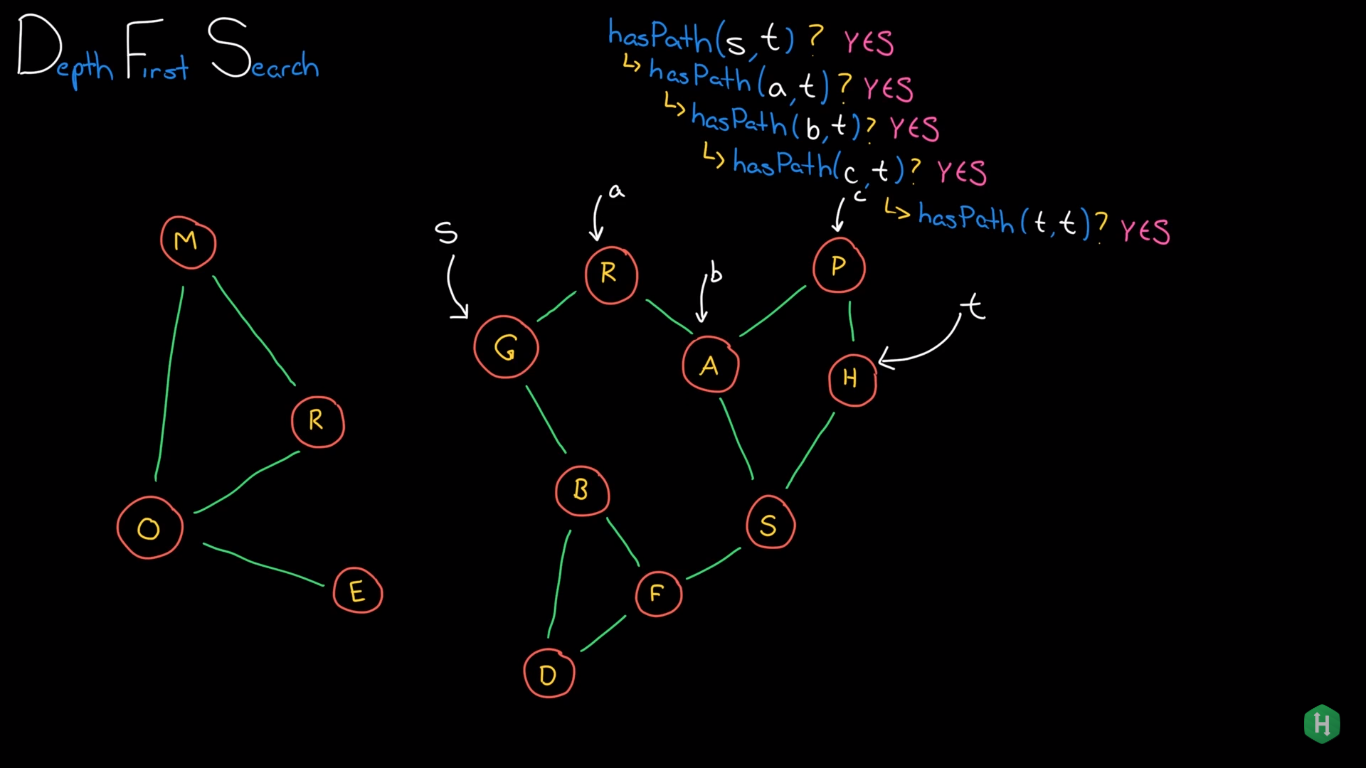 Depth First Search
hasPath(s,t)? YES
↳hasPath(a,t)? YES
↳hasPath(b,t)? YES
↳hasPath(c,t)? YES
↳hasPath(t,t)? YES
a
c
s
b
t
M
R
P
G
A
H
R
B
O
S
E
F
D
H